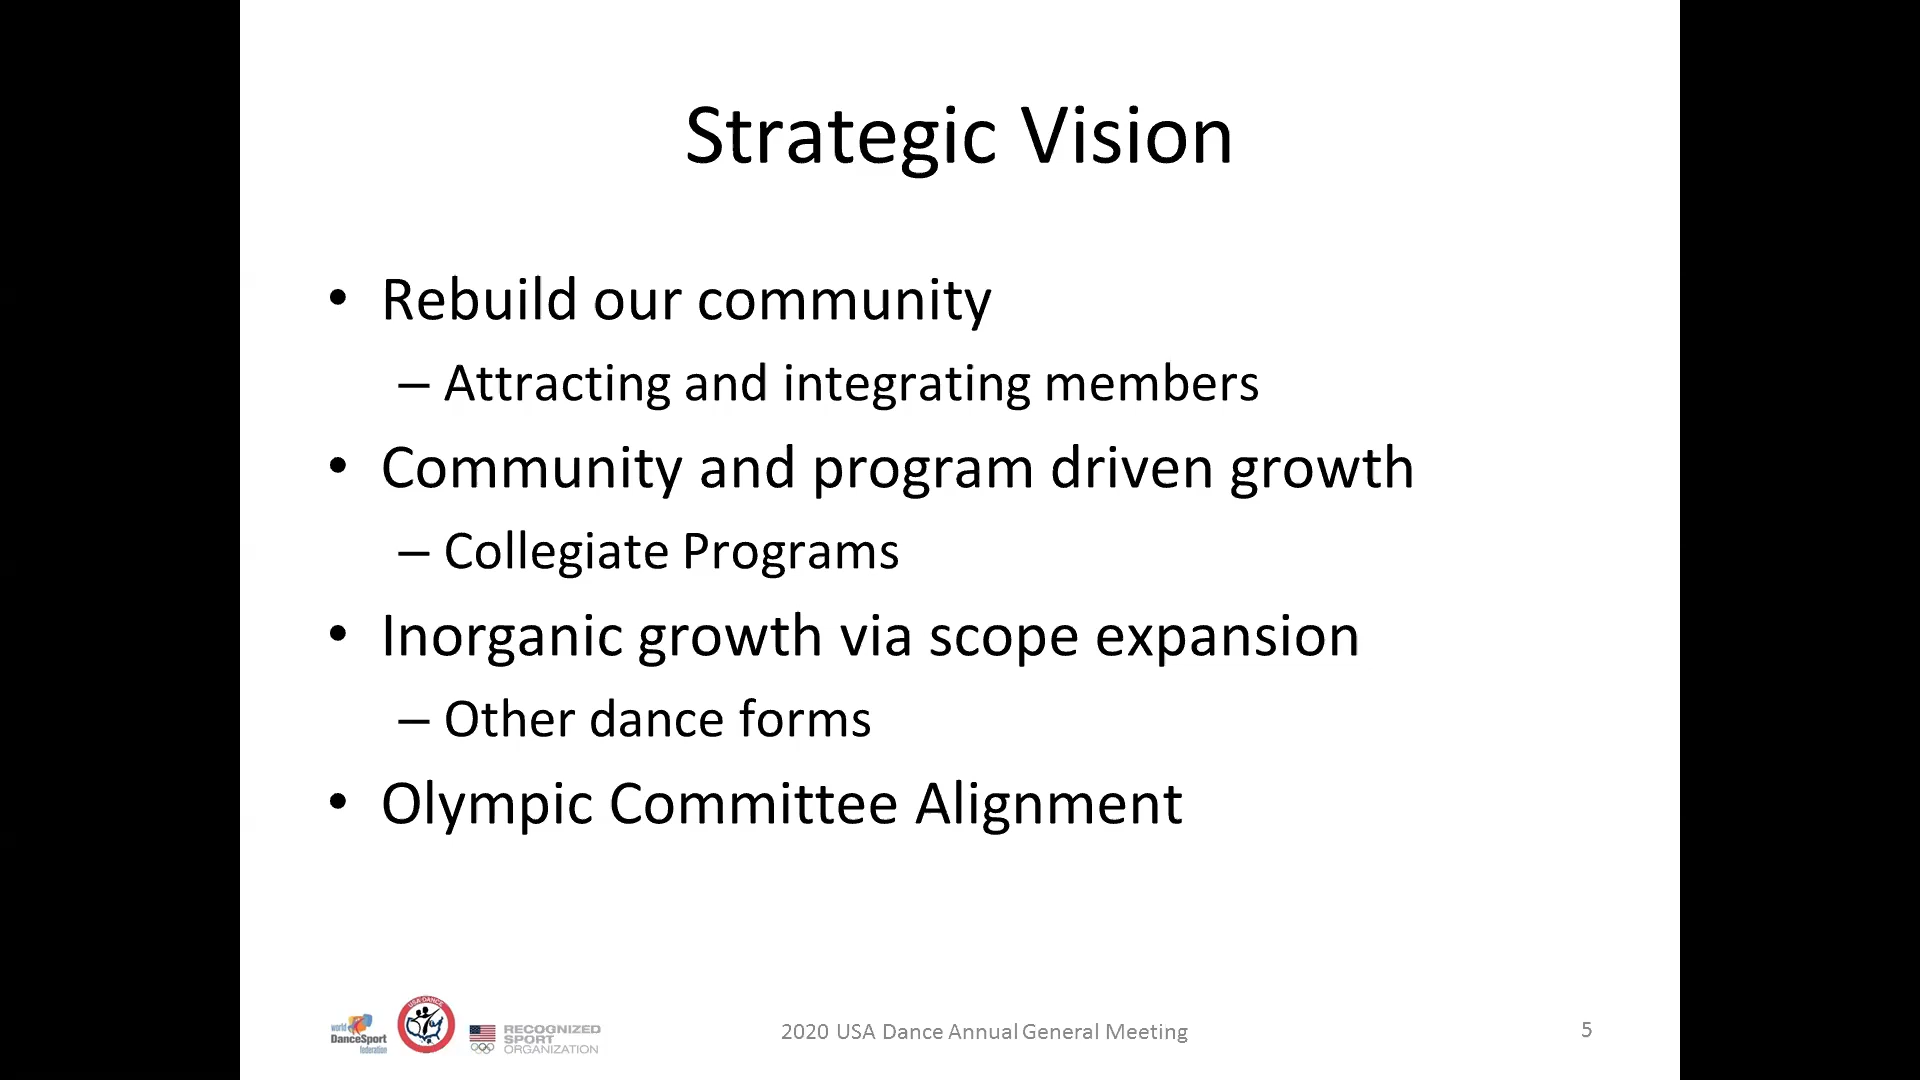 Strategic Vision
• Rebuild our community
– Attracting and integrating members
• Community and program driven growth
– Collegiate Programs
• Inorganic growth via scope expansion
– Other dance forms
• Olympic Committee Alignment
world
DanceSport
federation
USA DANCE
RECOGNIZED
SPORT
ORGANIZATION
2020 USA Dance Annual General Meeting
5